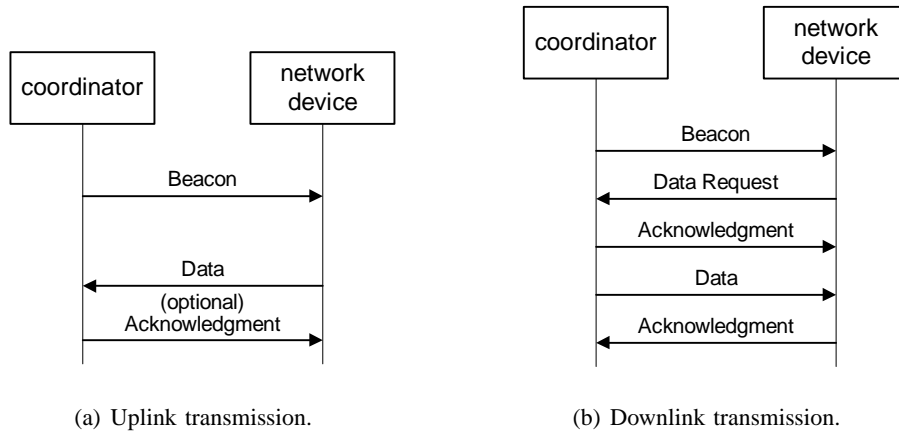 coordinator
network
device
Beacon
Data
(optional)
Acknowledgment
(a) Uplink transmission.
coordinator
network
device
Beacon
Data Request
Acknowledgment
Data
Acknowledgment
(b) Downlink transmission.